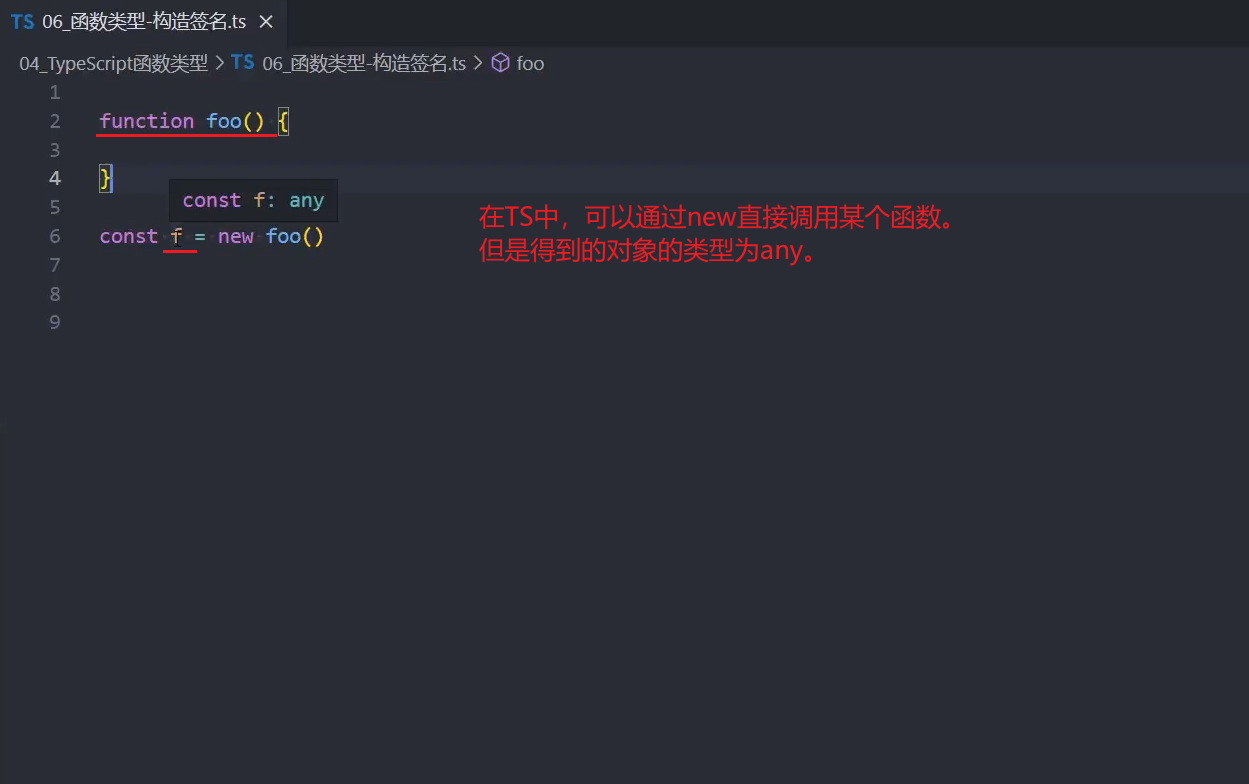 TS 06_函数类型-构造签名.ts ×
04_TypeScript函数类型 > TS 06_函数类型-构造签名.ts > foo
1
2 function foo() {
3
4 }
const f: any
5
6 const f = new foo()
7
8
9
在TS中，可以通过new直接调用某个函数。
但是得到的对象的类型为any。